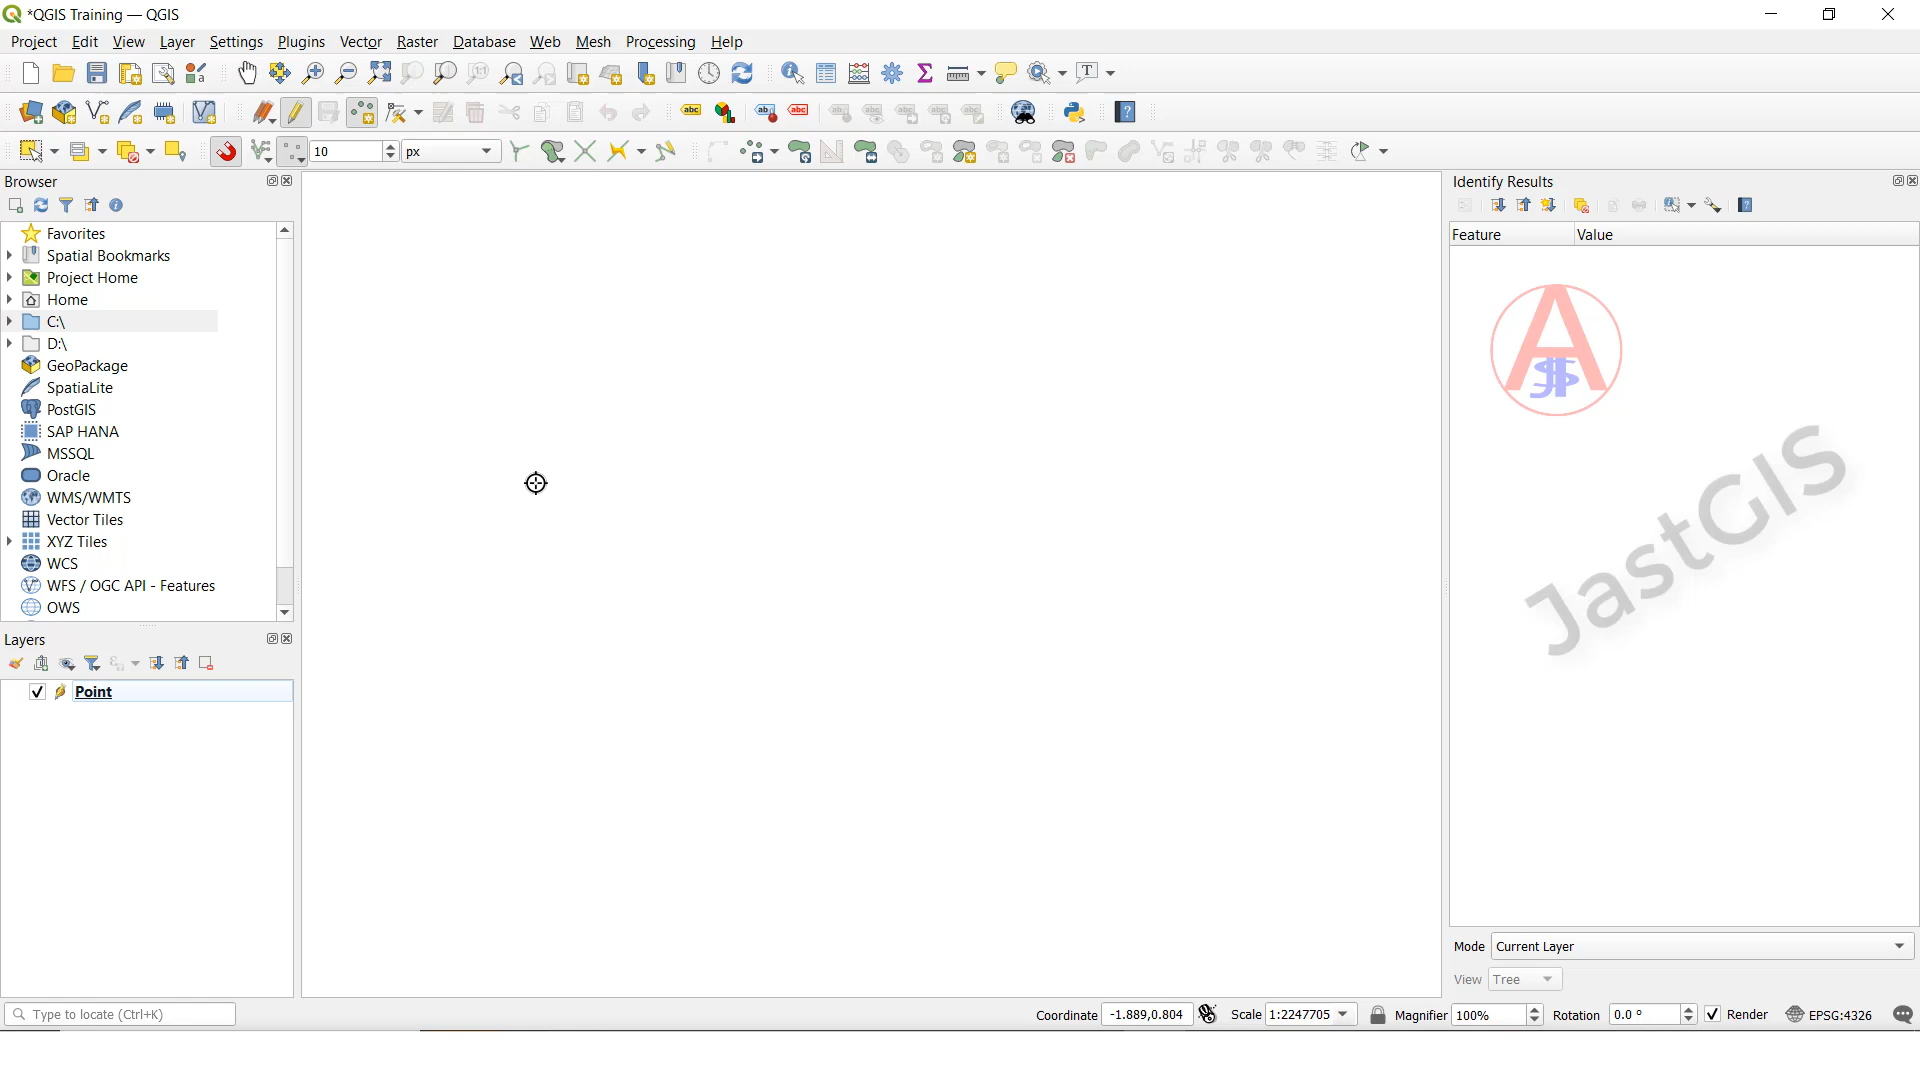 *QGIS Training — QGIS
Project Edit View Layer Settings Plugins Vector Raster Database Web Mesh Processing Help
10 px
Browser
Favorites
Spatial Bookmarks
Project Home
Home
C:\
D:\
GeoPackage
SpatiaLite
PostGIS
SAP HANA
MSSQL
Oracle
WMS/WMTS
Vector Tiles
XYZ Tiles
WCS
WFS / OGC API - Features
OWS
Layers
Point
Identify Results
Feature Value
JastGIS
Mode Current Layer
View Tree
Type to locate (Ctrl+K)
Coordinate -1.889,0.804 Scale 1:2247705 Magnifier 100% Rotation 0.0 ° Render EPSG:4326